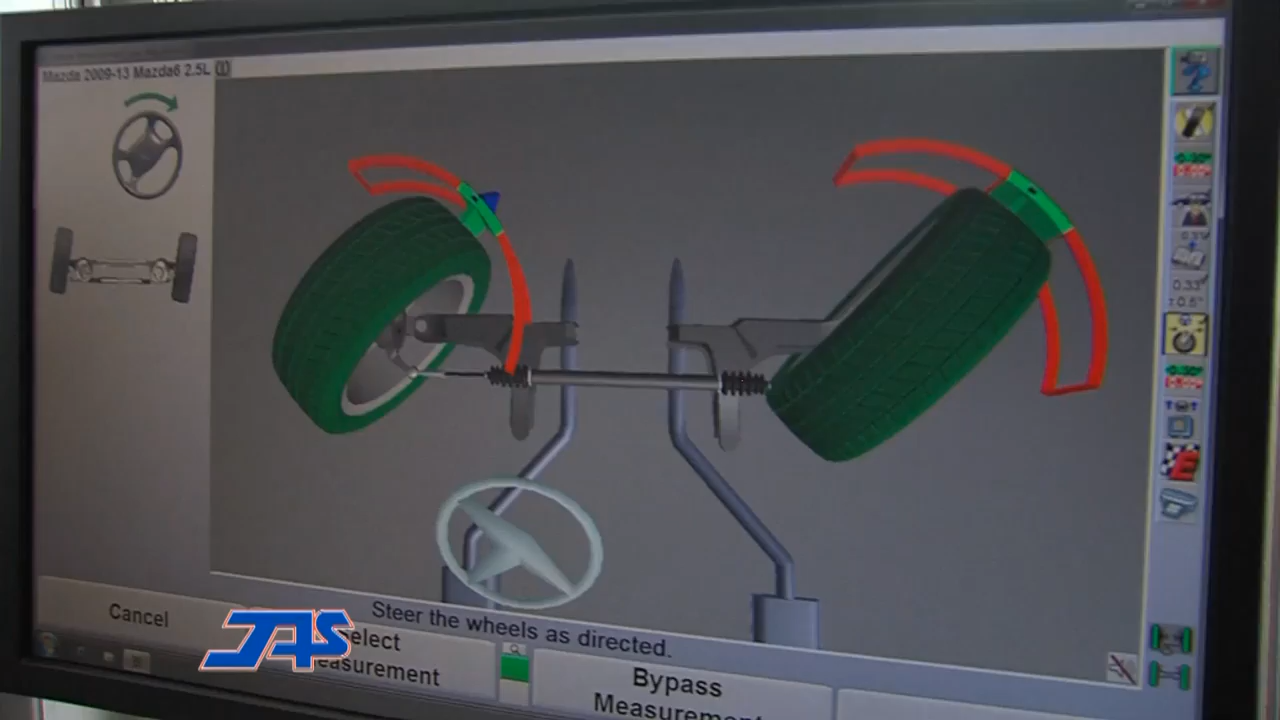 Mazda 2009-13 Mazda6 2.5L
Steer the wheels as directed.
Cancel
JAS
Select
Measurement
Bypass
Measurement
E